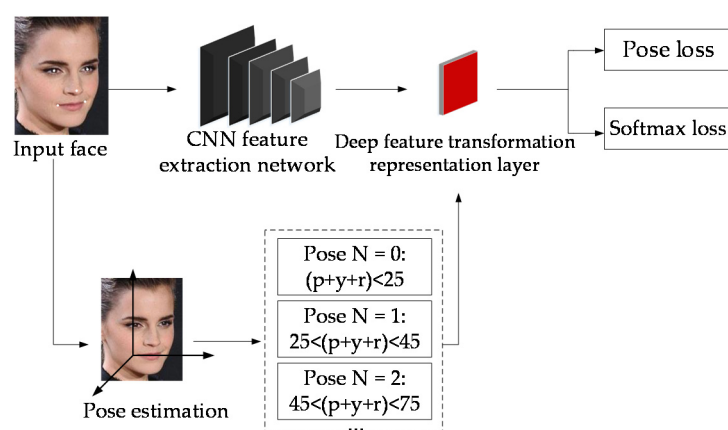 Pose loss
Softmax loss
Input face
CNN feature
extraction network
Deep feature transformation
representation layer
Pose N = 0:
(p+y+r)<25
Pose N = 1:
25<(p+y+r)<45
Pose N = 2:
45<(p+y+r)<75
...
Pose estimation